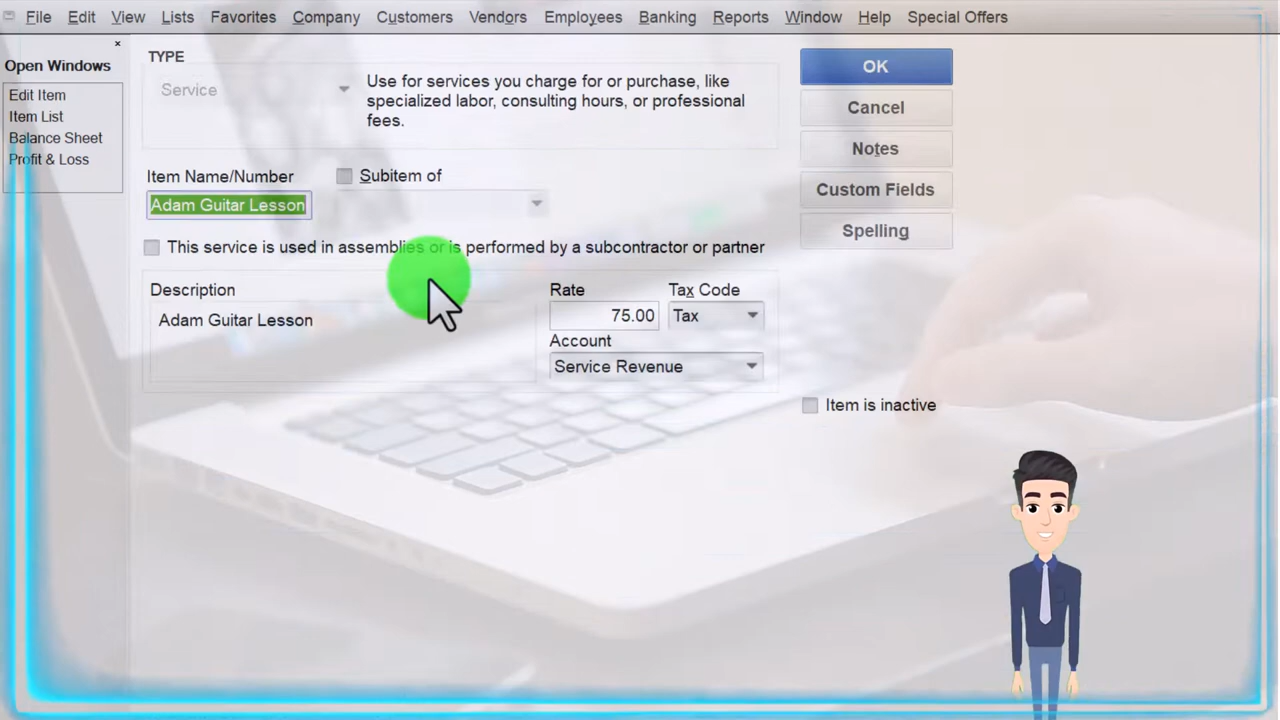 File Edit View Lists Favorites Company Customers Vendors Employees Banking Reports Window Help Special Offers
Open Windows
Edit Item
Item List
Balance Sheet
Profit & Loss
TYPE
Service
Use for services you charge for or purchase, like
specialized labor, consulting hours, or professional
fees.
OK
Cancel
Notes
Custom Fields
Spelling
Item Name/Number
Subitem of
Adam Guitar Lesson
This service is used in assemblies or is performed by a subcontractor or partner
Description
Adam Guitar Lesson
Rate
Tax Code
75.00
Tax
Account
Service Revenue
Item is inactive